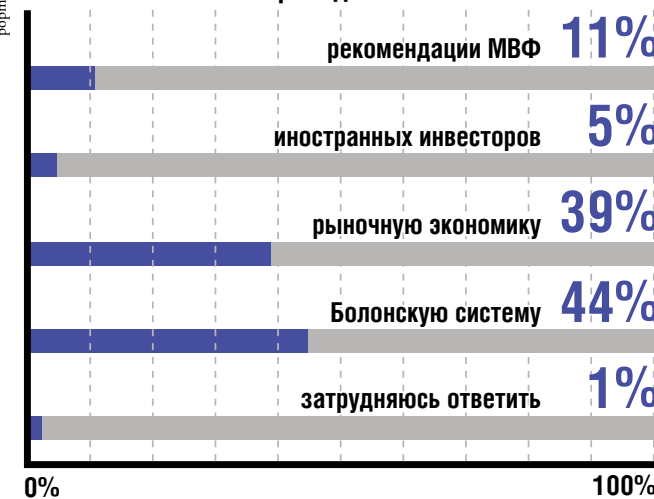 рекомендации МВФ 11%
иностранных инвесторов 5%
рыночную экономику 39%
Болонскую систему 44%
затрудняюсь ответить 1%
0% 100%